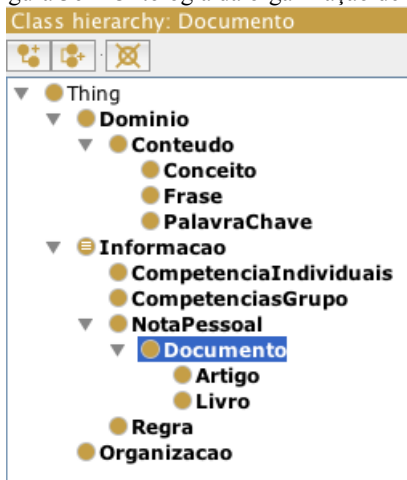 Class hierarchy: Documento
Thing
Dominio
Conteudo
Conceito
Frase
PalavraChave
Informacao
CompetenciaIndividuais
CompetenciasGrupo
NotaPessoal
Documento
Artigo
Livro
Regra
Organizacao